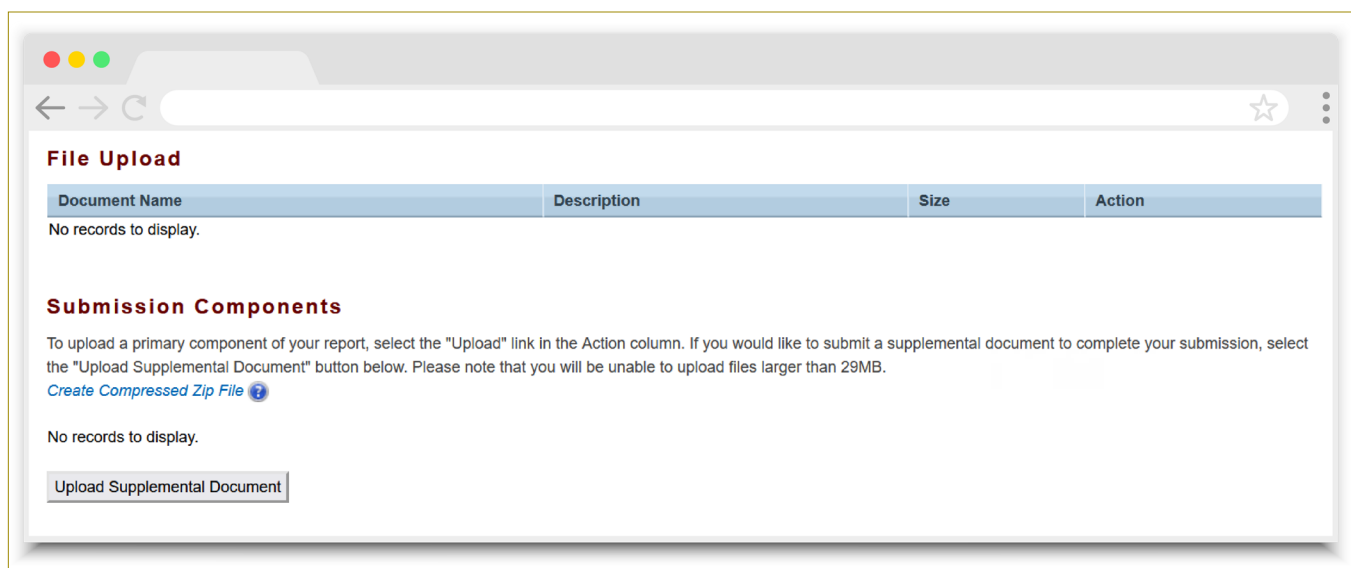 File Upload
Document Name Description Size Action
No records to display.
Submission Components
To upload a primary component of your report, select the "Upload" link in the Action column. If you would like to submit a supplemental document to complete your submission, select
the "Upload Supplemental Document" button below. Please note that you will be unable to upload files larger than 29MB.
Create Compressed Zip File ?
No records to display.
Upload Supplemental Document